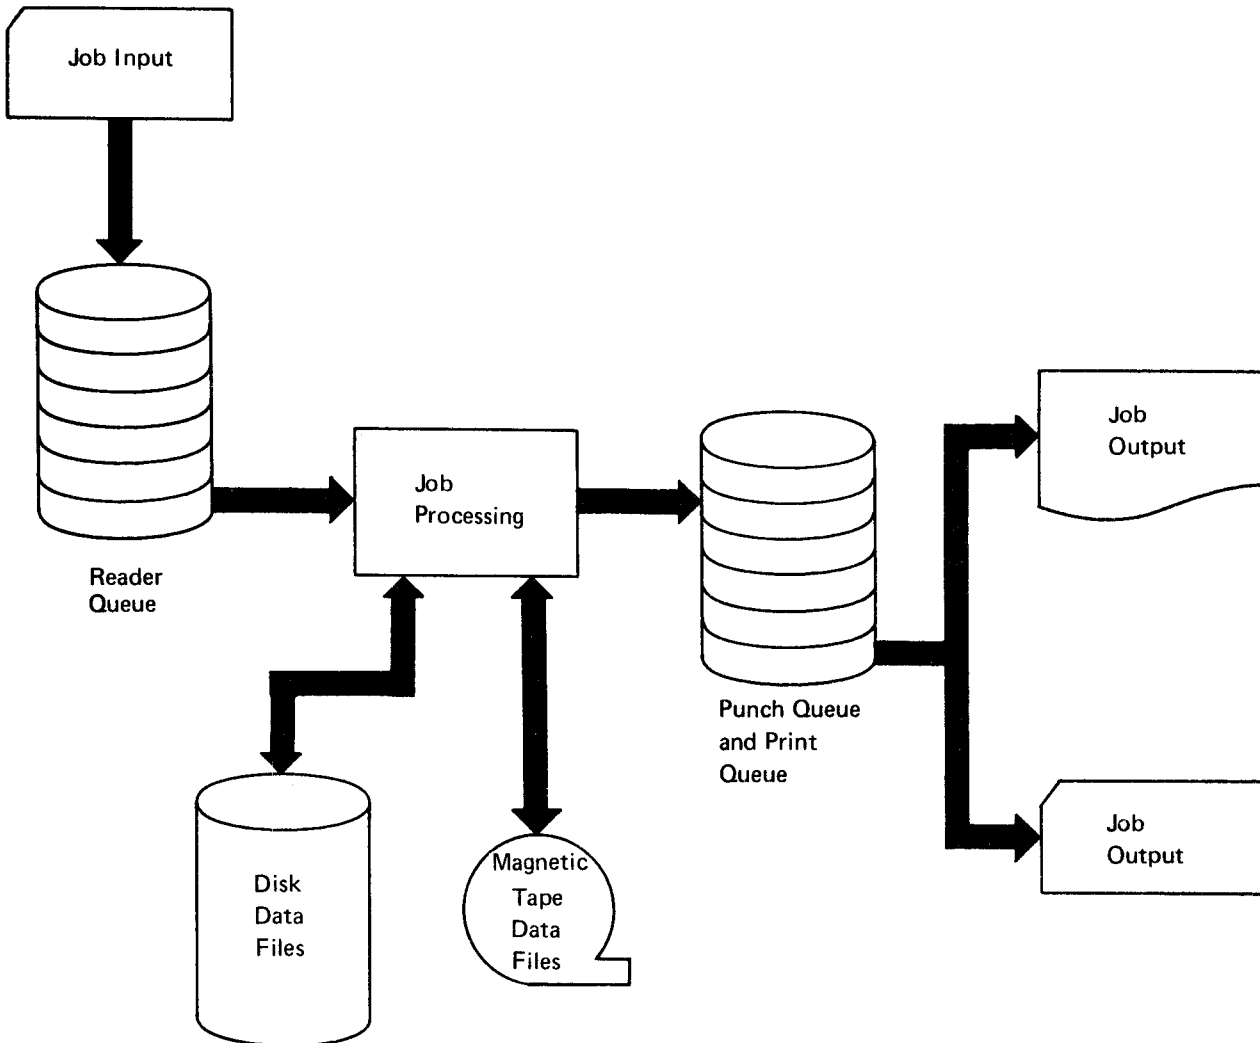 Job Input
Reader
Queue
Job
Processing
Punch Queue
and Print
Queue
Job
Output
Job
Output
Disk
Data
Files
Magnetic
Tape
Data
Files